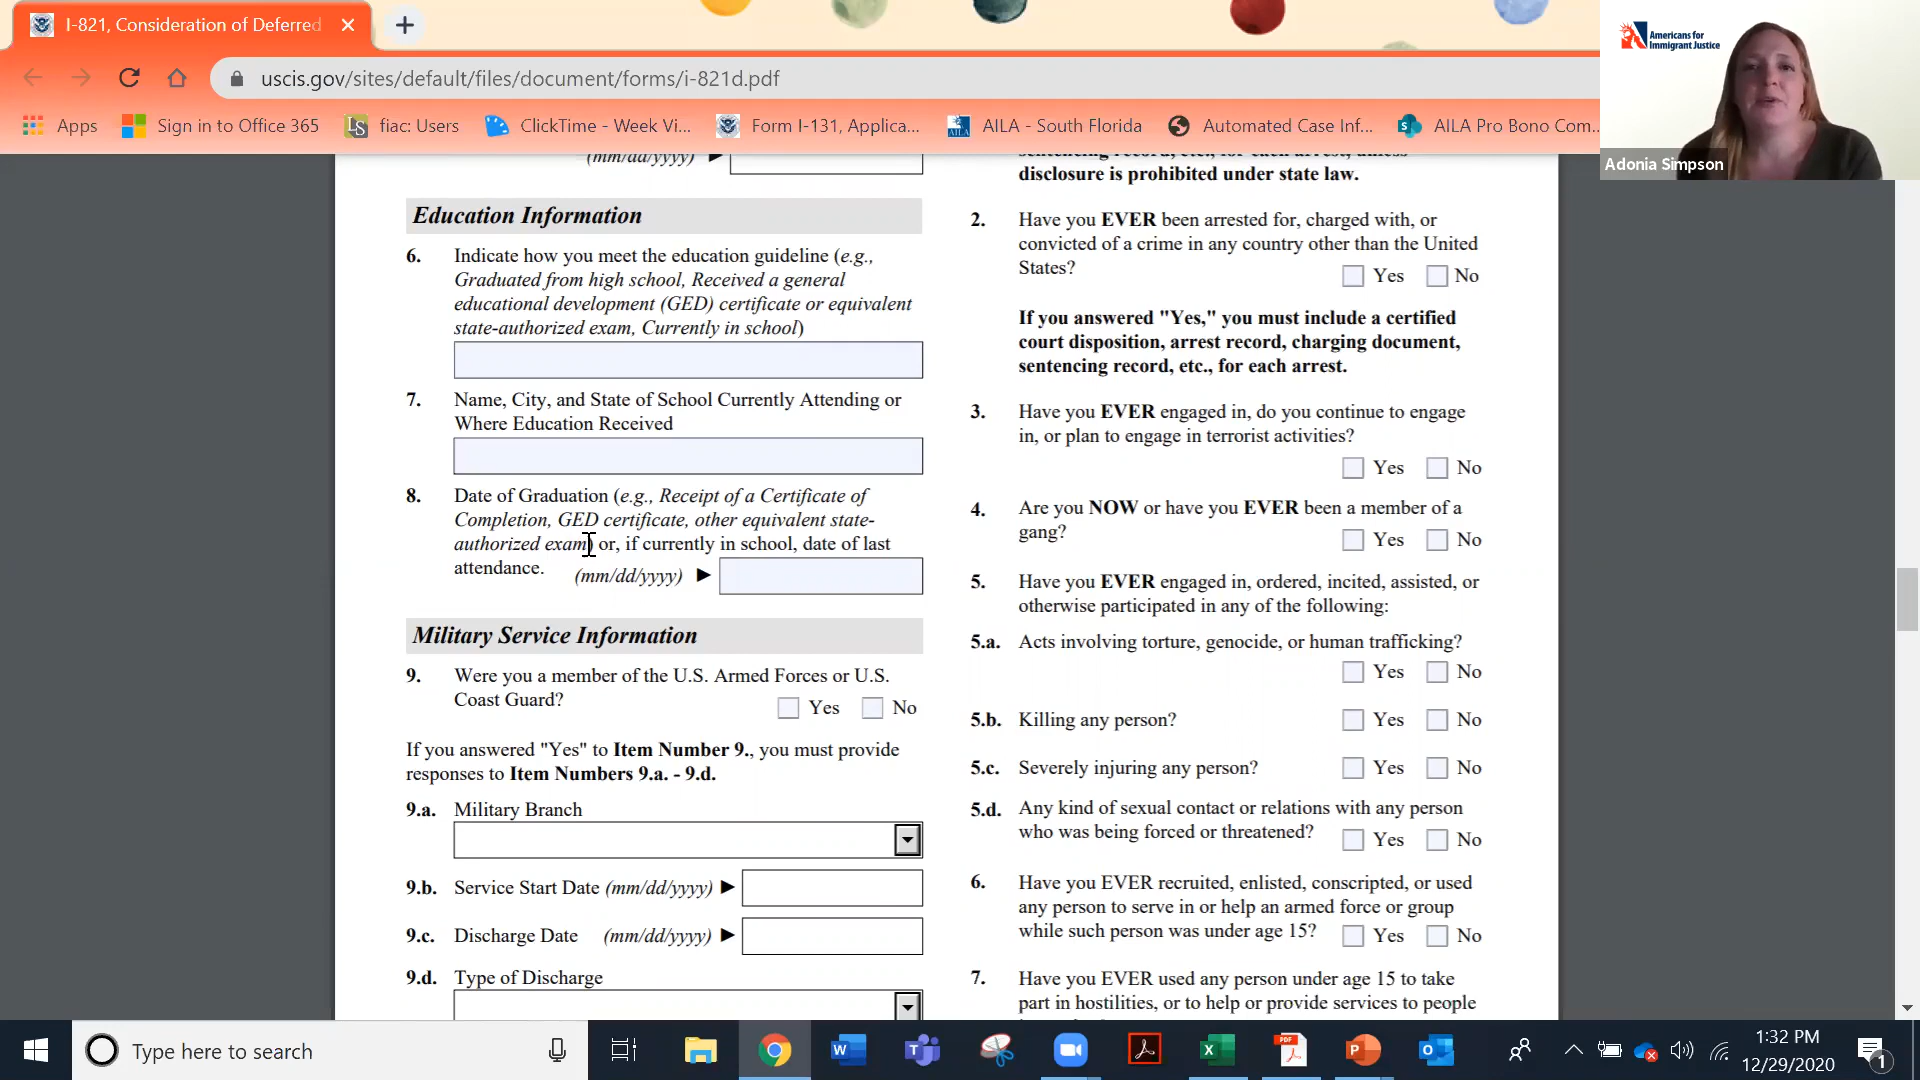 I-821, Consideration of Deferred
uscis.gov/sites/default/files/document/forms/i-821d.pdf
Americans for
Immigrant Justice
Adonia Simpson
Apps
Sign in to Office 365
LS
fiac: Users
ClickTime - Week Vi...
Form I-131, Applica...
AILA
AILA - South Florida
Automated Case Inf...
AILA Pro Bono Com...
(mm/dd/yyyy)
Education Information
6. Indicate how you meet the education guideline (e.g.,
Graduated from high school, Received a general
educational development (GED) certificate or equivalent
state-authorized exam, Currently in school)
7. Name, City, and State of School Currently Attending or
Where Education Received
8. Date of Graduation (e.g., Receipt of a Certificate of
Completion, GED certificate, other equivalent state-
authorized exam) or, if currently in school, date of last
attendance. (mm/dd/yyyy)
Military Service Information
9. Were you a member of the U.S. Armed Forces or U.S.
Coast Guard? Yes No
If you answered "Yes" to Item Number 9., you must provide
responses to Item Numbers 9.a. - 9.d.
9.a. Military Branch
9.b. Service Start Date (mm/dd/yyyy)
9.c. Discharge Date (mm/dd/yyyy)
9.d. Type of Discharge
sentencing record, etc., for each arrest, unless
disclosure is prohibited under state law.
2. Have you EVER been arrested for, charged with, or
convicted of a crime in any country other than the United
States? Yes No
If you answered "Yes," you must include a certified
court disposition, arrest record, charging document,
sentencing record, etc., for each arrest.
3. Have you EVER engaged in, do you continue to engage
in, or plan to engage in terrorist activities?
Yes No
4. Are you NOW or have you EVER been a member of a
gang? Yes No
5. Have you EVER engaged in, ordered, incited, assisted, or
otherwise participated in any of the following:
5.a. Acts involving torture, genocide, or human trafficking?
Yes No
5.b. Killing any person? Yes No
5.c. Severely injuring any person? Yes No
5.d. Any kind of sexual contact or relations with any person
who was being forced or threatened? Yes No
6. Have you EVER recruited, enlisted, conscripted, or used
any person to serve in or help an armed force or group
while such person was under age 15? Yes No
7. Have you EVER used any person under age 15 to take
part in hostilities, or to help or provide services to people
Type here to search
1:32 PM
12/29/2020
1